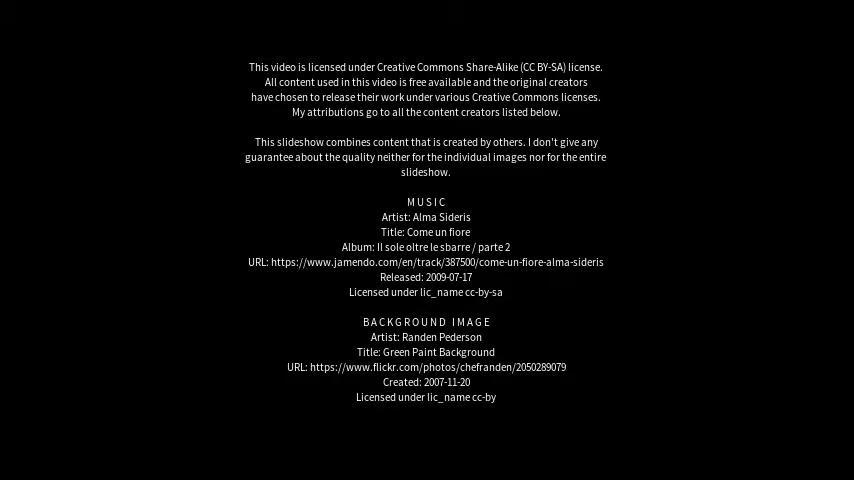 This video is licensed under Creative Commons Share-Alike (CC BY-SA) license.
All content used in this video is free available and the original creators
have chosen to release their work under various Creative Commons licenses.
My attributions go to all the content creators listed below.
This slideshow combines content that is created by others. I don't give any
guarantee about the quality neither for the individual images nor for the entire
slideshow.
MUSIC
Artist: Alma Sideris
Title: Come un fiore
Album: Il sole oltre le sbarre / parte 2
URL: https://www.jamendo.com/en/track/387500/come-un-fiore-alma-sideris
Released: 2009-07-17
Licensed under lic_name cc-by-sa
BACKGROUND IMAGE
Artist: Randen Pederson
Title: Green Paint Background
URL: https://www.flickr.com/photos/chefranden/2050289079
Created: 2007-11-20
Licensed under lic_name cc-by